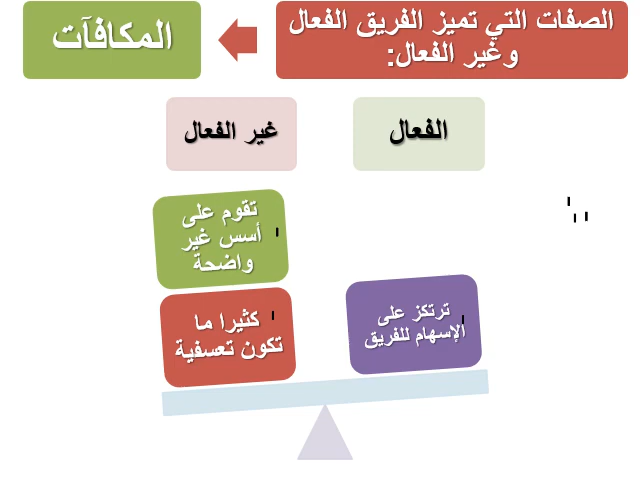 الصفات التي تميز الفريق الفعال
وغير الفعال:
المكافآت
الفعال
غير الفعال
ترتكز على
الإسهام للفريق
تقوم على
أسس غير
واضحة
كثيرا ما
تكون تعسفية